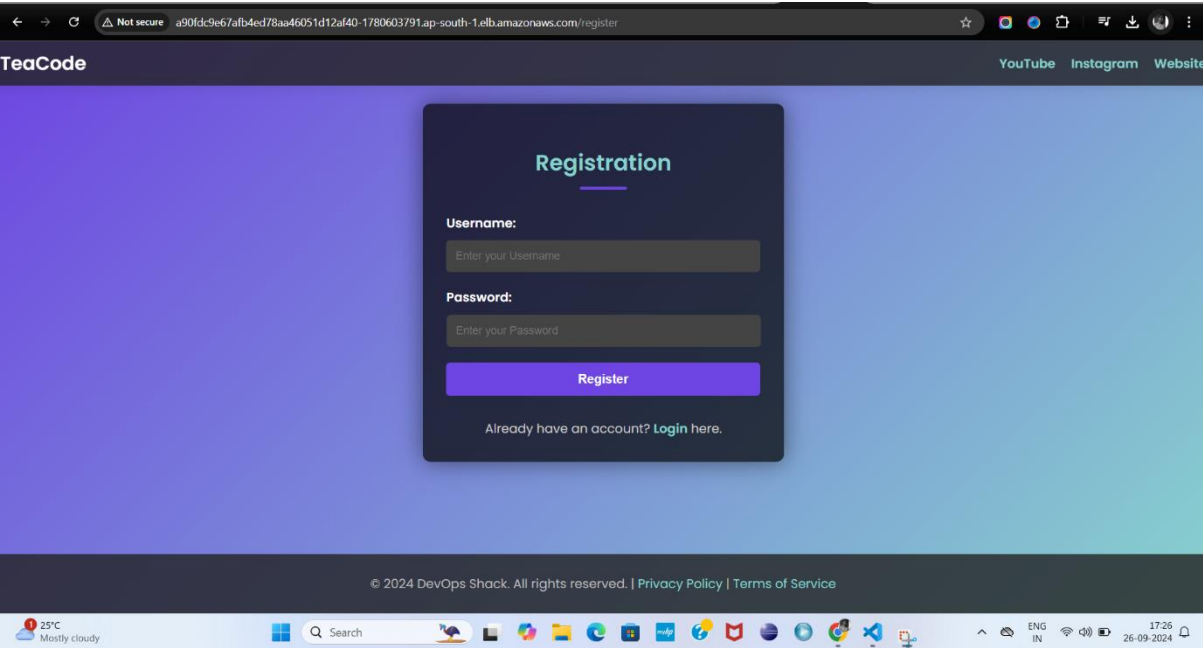 Not secure a90fdc9e67afb4ed78aa46051d12af40-1780603791.ap-south-1.elb.amazonaws.com/register
TeaCode YouTube Instagram Website
Registration
Username:
Enter your Username
Password:
Enter your Password
Register
Already have an account? Login here.
© 2024 DevOps Shack. All rights reserved. | Privacy Policy | Terms of Service
1 25°C Search ENG 17:26
Mostly cloudy IN 26-09-2024